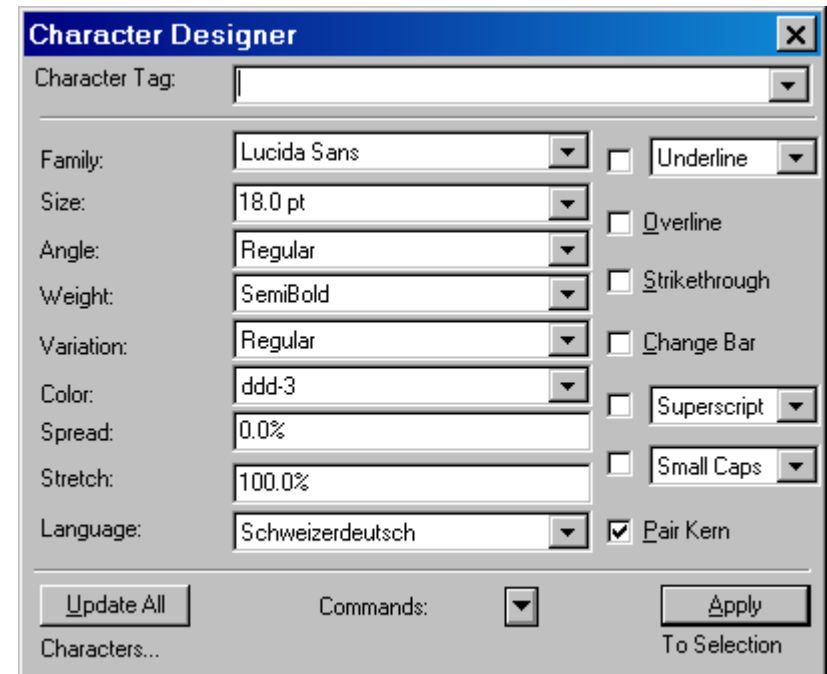 Character Designer
Character Tag:
Family: Lucida Sans Underline
Size: 18.0 pt
Overline
Angle: Regular
Weight: SemiBold Strikethrough
Variation: Regular Change Bar
Color: ddd-3 Superscript
Spread: 0.0%
Stretch: 100.0% Small Caps
Language: Schweizerdeutsch Pair Kern
Update All Commands: Apply
Characters... To Selection